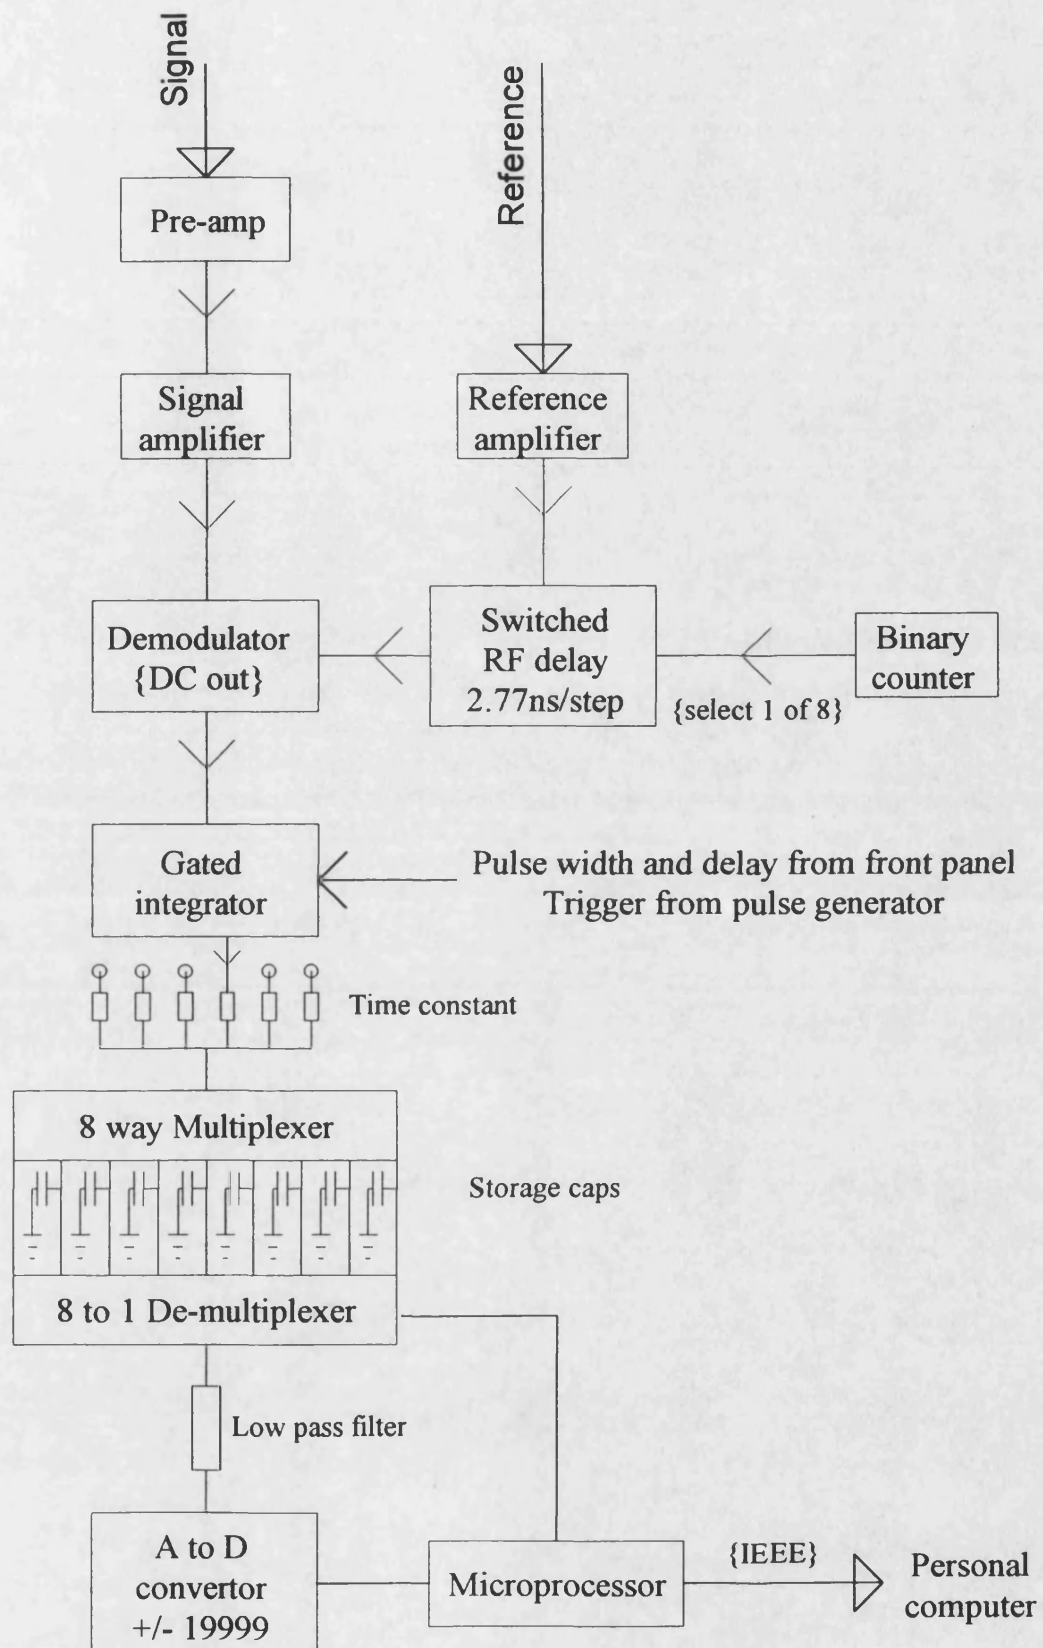 Signal
Reference
Pre-amp
Signal
amplifier
Reference
amplifier
Demodulator
{DC out}
Switched
RF delay
2.77ns/step
{select 1 of 8}
Binary
counter
Gated
integrator
Pulse width and delay from front panel
Trigger from pulse generator
Time constant
8 way Multiplexer
Storage caps
8 to 1 De-multiplexer
Low pass filter
A to D
convertor
+/- 19999
Microprocessor
{IEEE}
Personal
computer